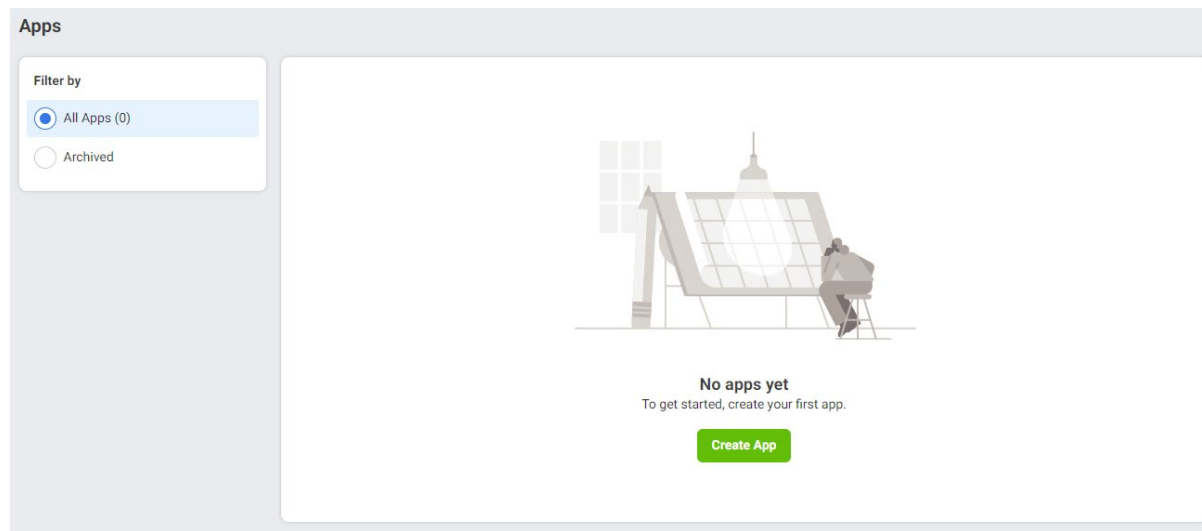 Apps
Filter by
All Apps (0)
Archived
No apps yet
To get started, create your first app.
Create App